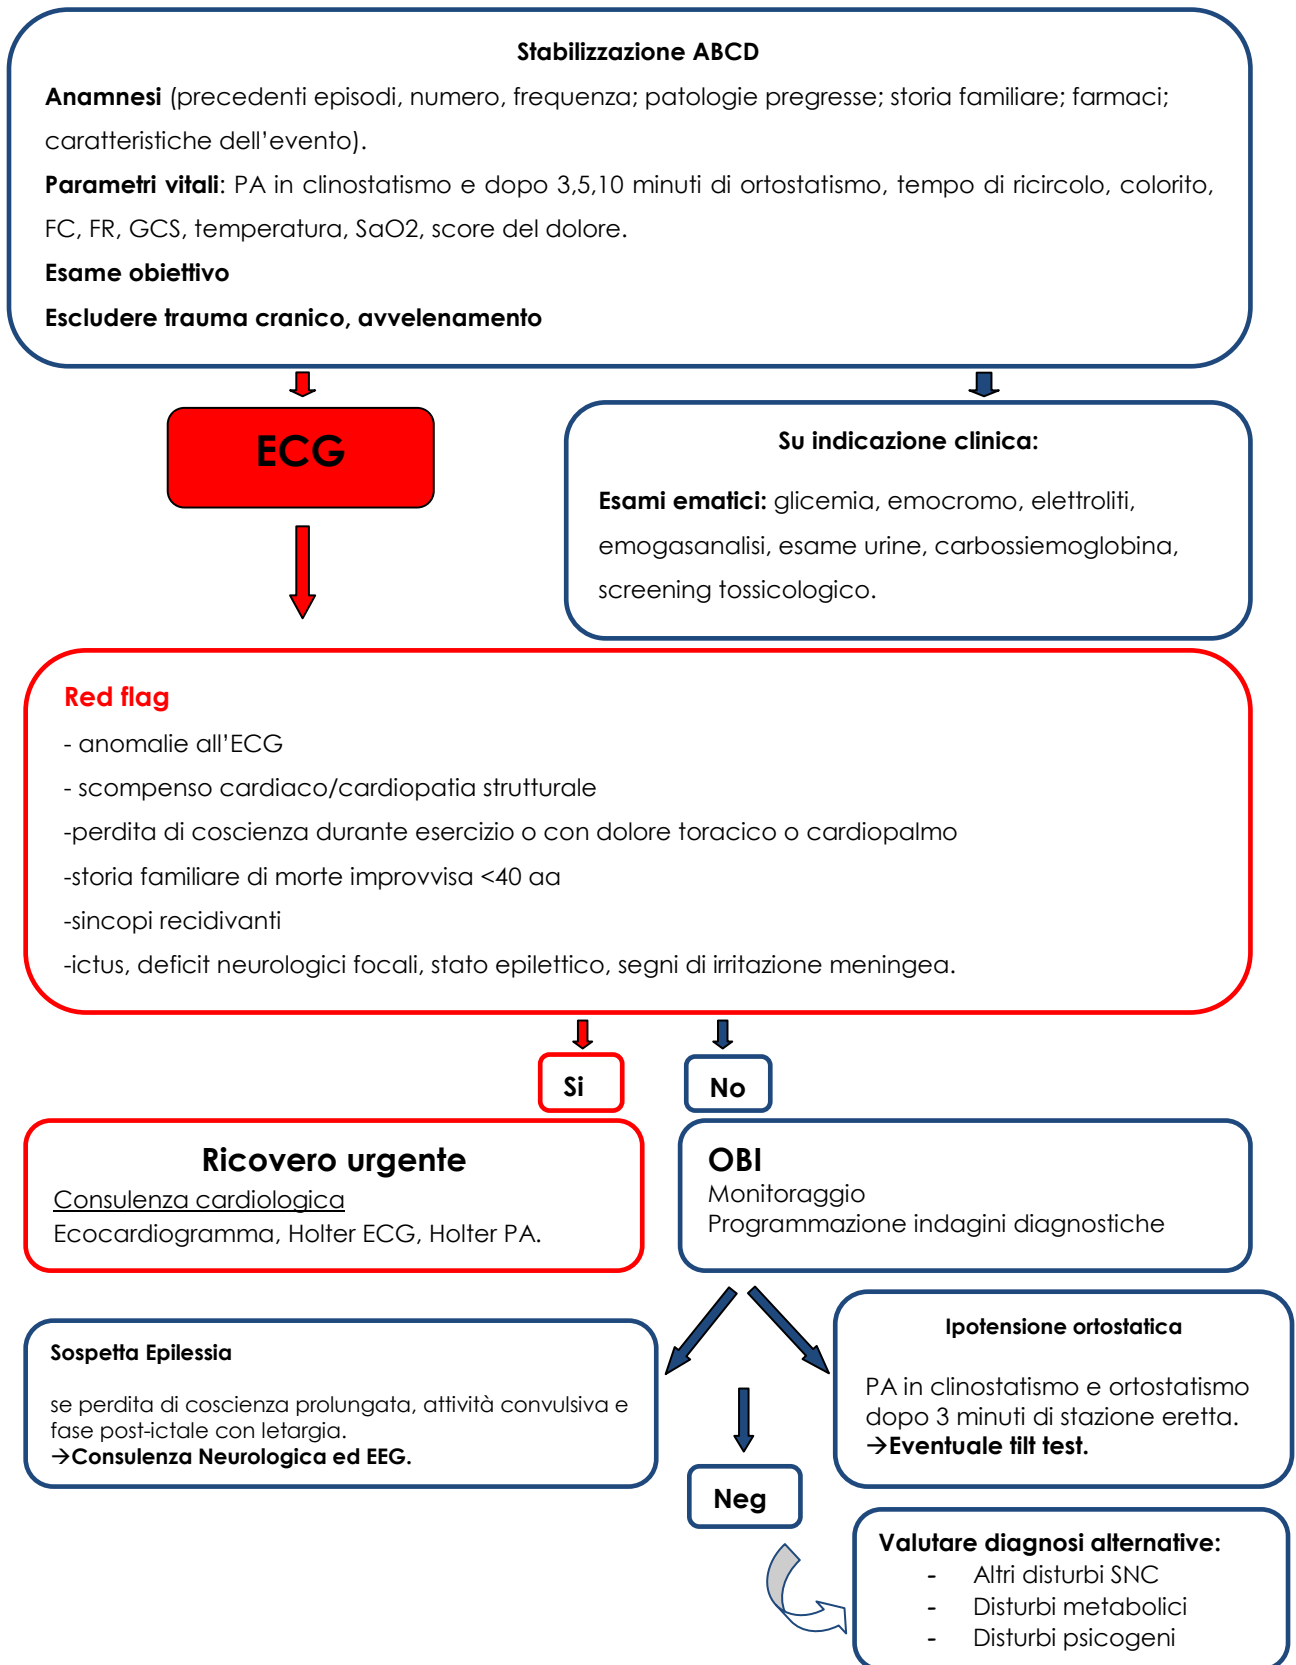 Stabilizzazione ABCD
Anamnesi (precedenti episodi, numero, frequenza; patologie pregresse; storia familiare; farmaci;
caratteristiche dell'evento).
Parametri vitali: PA in clinostatismo e dopo 3,5,10 minuti di ortostatismo, tempo di ricircolo, colorito,
FC, FR, GCS, temperatura, SaO2, score del dolore.
Esame obiettivo
Escludere trauma cranico, avvelenamento
ECG
Su indicazione clinica:
Esami ematici: glicemia, emocromo, elettroliti,
emogasanalisi, esame urine, carbossiemoglobina,
screening tossicologico.
Red flag
- anomalie all'ECG
- scompenso cardiaco/cardiopatia strutturale
-perdita di coscienza durante esercizio o con dolore toracico o cardiopalmo
-storia familiare di morte improvvisa <40 aa
-sincopi recidivanti
-ictus, deficit neurologici focali, stato epilettico, segni di irritazione meningea.
Si
No
Ricovero urgente
Consulenza cardiologica
Ecocardiogramma, Holter ECG, Holter PA.
OBI
Monitoraggio
Programmazione indagini diagnostiche
Sospetta Epilessia
se perdita di coscienza prolungata, attività convulsiva e
fase post-ictale con letargia.
→Consulenza Neurologica ed EEG.
Ipotensione ortostatica
PA in clinostatismo e ortostatismo
dopo 3 minuti di stazione eretta.
→Eventuale tilt test.
Neg
Valutare diagnosi alternative:
- Altri disturbi SNC
- Disturbi metabolici
- Disturbi psicogeni